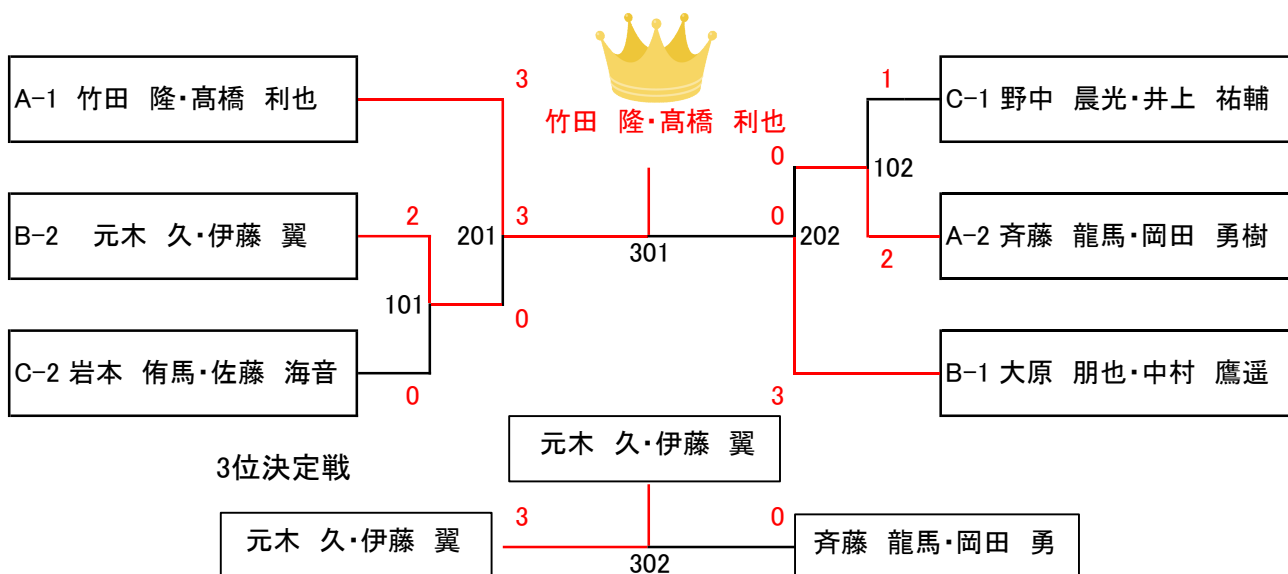 3
1
A-1 竹田 隆・髙橋 利也
C-1 野中 晨光・井上 祐輔
竹田 隆・髙橋 利也
0
102
B-2 元木 久・伊藤 翼
2
201
3
0
301
202
2
A-2 斉藤 龍馬・岡田 勇樹
101
0
C-2 岩本 侑馬・佐藤 海音
0
3
B-1 大原 朋也・中村 鷹遥
元木 久・伊藤 翼
3位決定戦
元木 久・伊藤 翼
3
0
302
斉藤 龍馬・岡田 勇